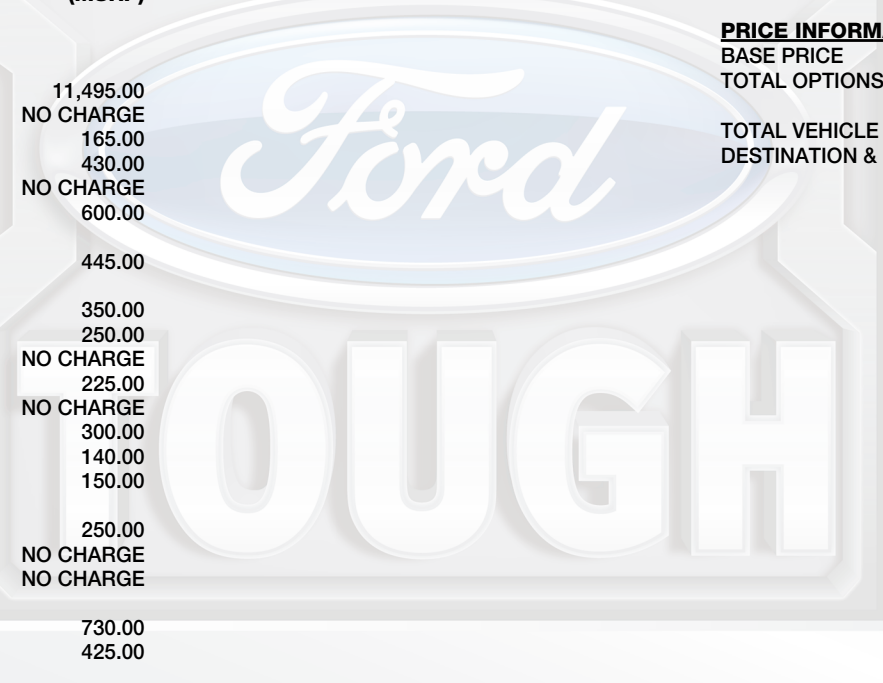 (MSRP)
11,495.00
NO CHARGE
165.00
430.00
NO CHARGE
600.00
445.00
350.00
250.00
NO CHARGE
225.00
NO CHARGE
300.00
140.00
150.00
250.00
NO CHARGE
NO CHARGE
730.00
425.00
PRICE INFORMA
BASE PRICE
TOTAL OPTIONS
TOTAL VEHICLE
DESTINATION &
Ford
TOUGH